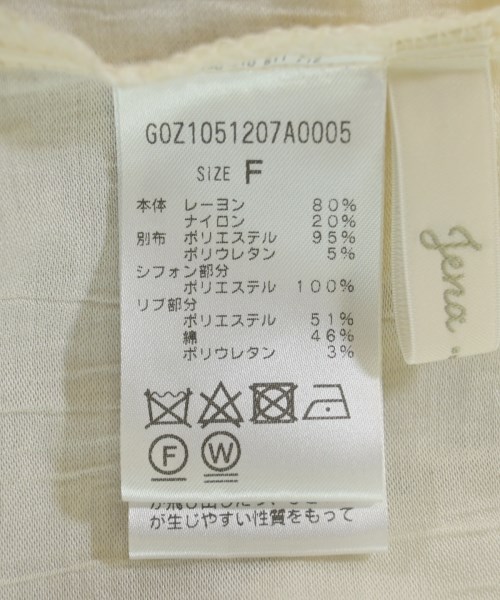 G0Z1051207A0005
SIZE F
本体 レーヨン 80%
ナイロン 20%
別布 ポリエステル 95%
ポリウレタン 5%
シフォン部分
ポリエステル 100%
リブ部分
ポリエステル 51%
綿 46%
ポリウレタン 3%
F W
が生じやすい性質をもって
Jena